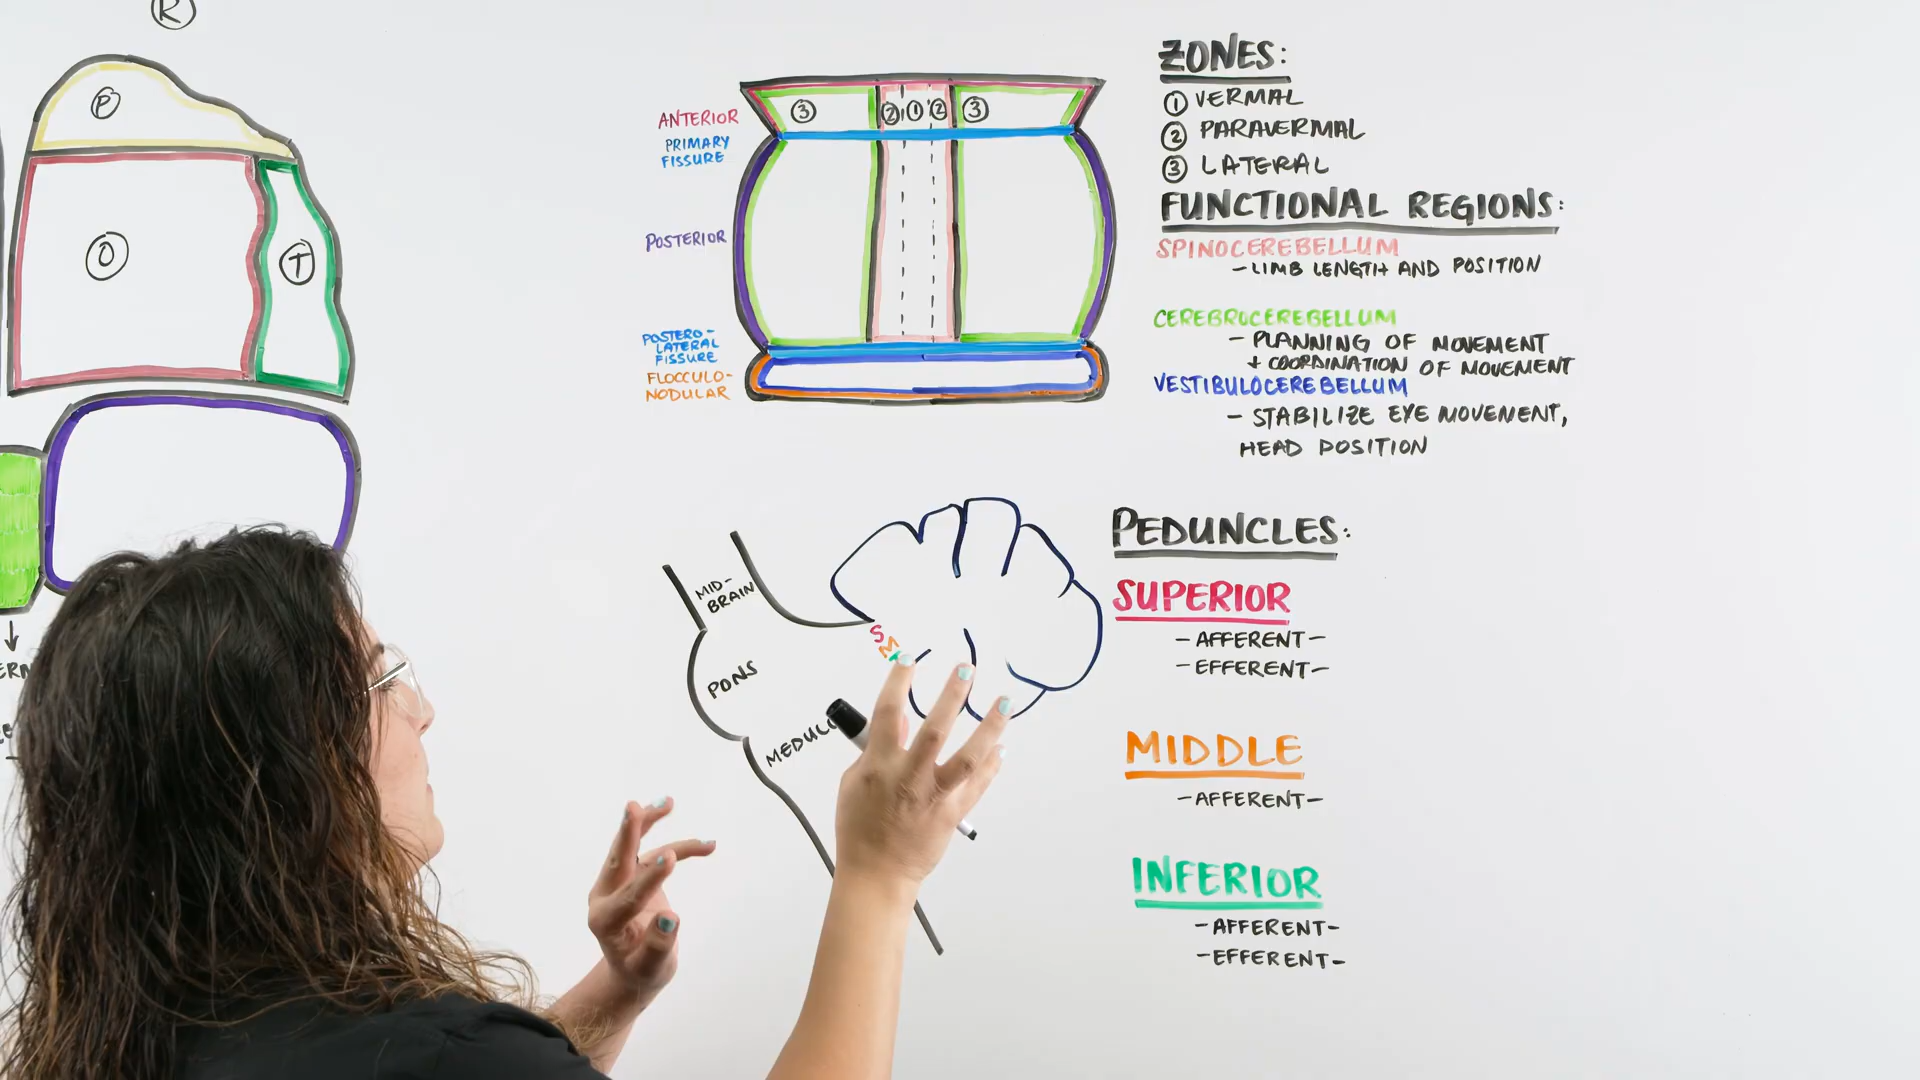 R
P
O
T
ANTERIOR
PRIMARY
FISSURE
POSTERIOR
POSTERO-
LATERAL
FISSURE
FLOCCULO-
NODULAR
3 2 1 2 3
ZONES:
1 VERMAL
2 PARAVERMAL
3 LATERAL
FUNCTIONAL REGIONS:
SPINOCEREBELLUM
- LIMB LENGTH AND POSITION
CEREBROCEREBELLUM
- PLANNING OF MOVEMENT
+ COORDINATION OF MOVEMENT
VESTIBULOCEREBELLUM
- STABILIZE EYE MOVEMENT,
HEAD POSITION
MID-
BRAIN
PONS
S
M
PEDUNCLES:
SUPERIOR
- AFFERENT -
- EFFERENT -
MIDDLE
- AFFERENT -
INFERIOR
- AFFERENT -
- EFFERENT -